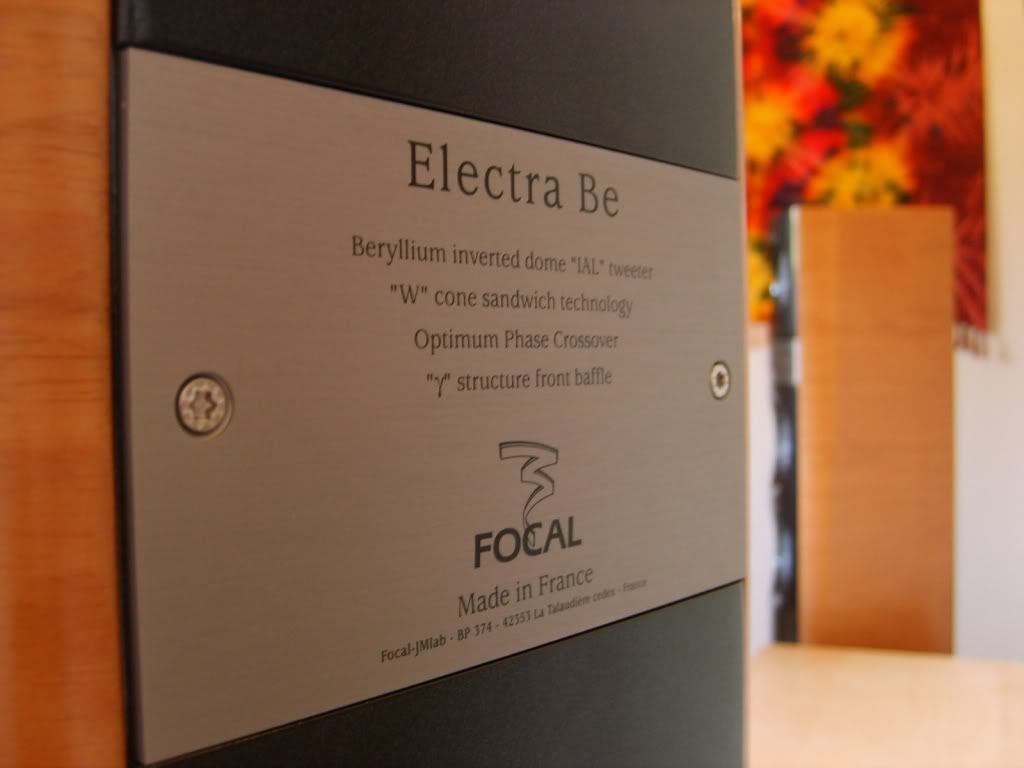 Electra Be
Beryllium inverted dome "IAL" tweeter
"W" cone sandwich technology
Optimum Phase Crossover
"γ" structure front baffle
FOCAL
Made in France
Focal-JMlab - BP 374 - 42353 La Talaudière cedex - France